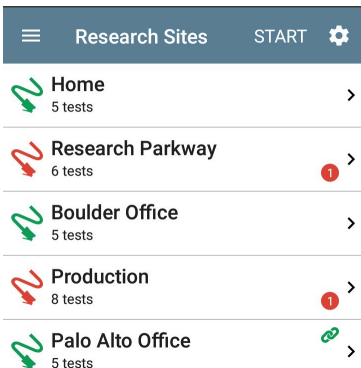 Research Sites START
Home
5 tests
Research Parkway
6 tests
1
Boulder Office
5 tests
Production
8 tests
1
Palo Alto Office
5 tests